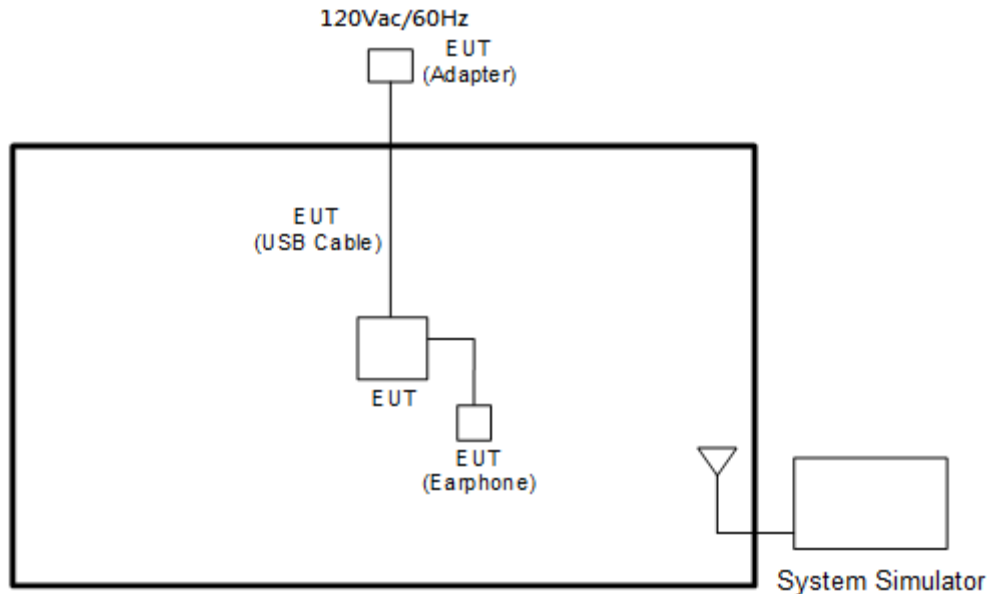 120Vac/60Hz
EUT
(Adapter)
EUT
(USB Cable)
EUT
EUT
(Earphone)
System Simulator